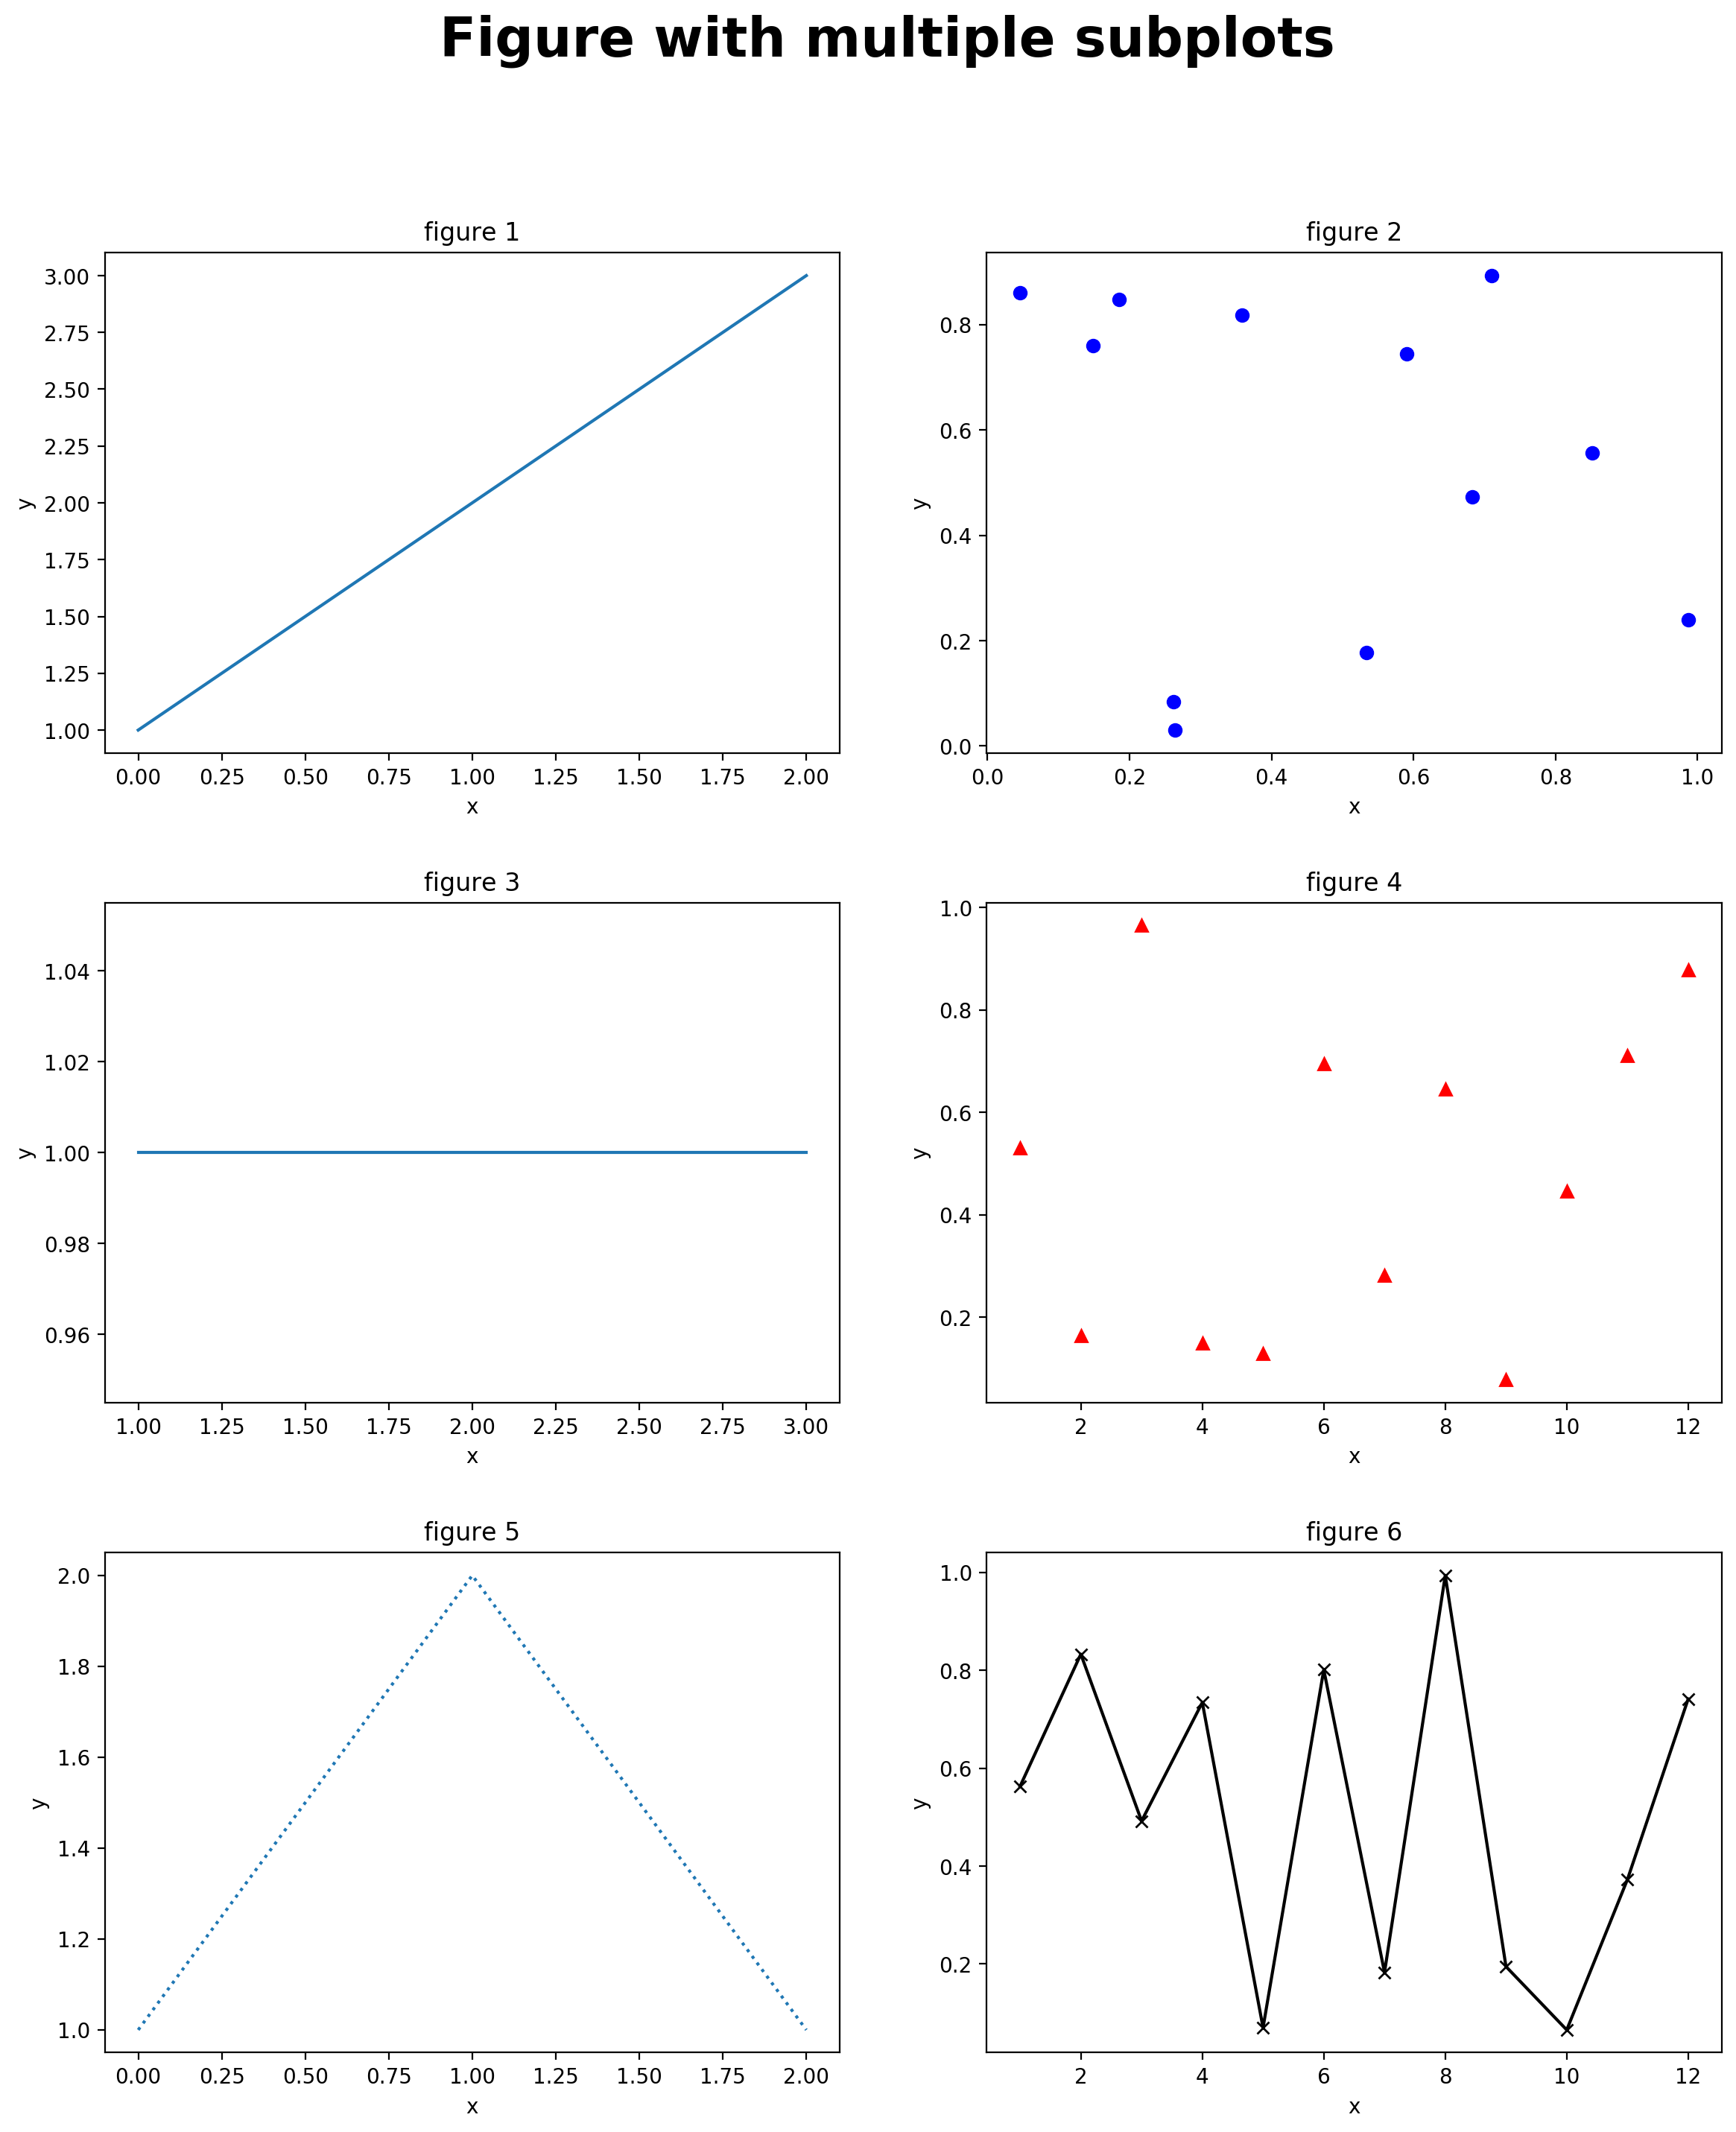 Figure with multiple subplots
figure 1
3.00
2.75
2.50
2.25
2.00
1.75
1.50
1.25
1.00
y
0.00 0.25 0.50 0.75 1.00 1.25 1.50 1.75 2.00
x
figure 2
0.8
0.6
0.4
0.2
0.0
y
0.0 0.2 0.4 0.6 0.8 1.0
x
figure 3
1.04
1.02
1.00
0.98
0.96
y
1.00 1.25 1.50 1.75 2.00 2.25 2.50 2.75 3.00
x
figure 4
1.0
0.8
0.6
0.4
0.2
y
2 4 6 8 10 12
x
figure 5
2.0
1.8
1.6
1.4
1.2
1.0
y
0.00 0.25 0.50 0.75 1.00 1.25 1.50 1.75 2.00
x
figure 6
1.0
0.8
0.6
0.4
0.2
y
2 4 6 8 10 12
x